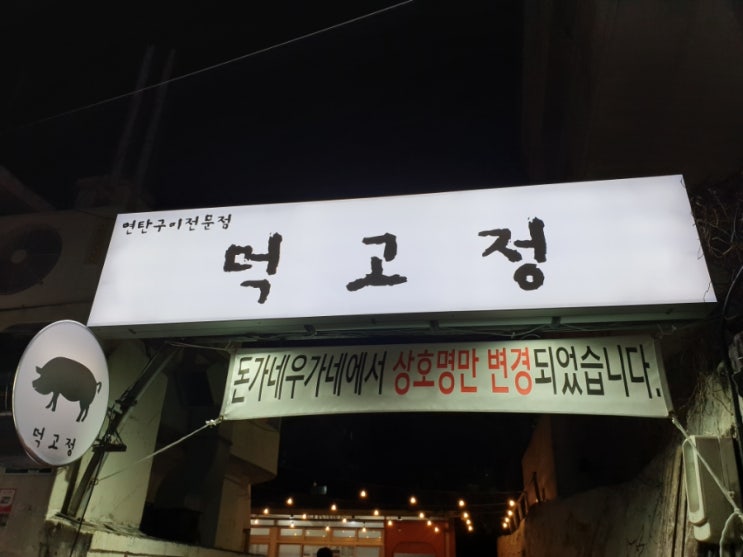 연탄구이전문점
먹고정
돈가네우가네에서 상호명만 변경되었습니다.
먹고정